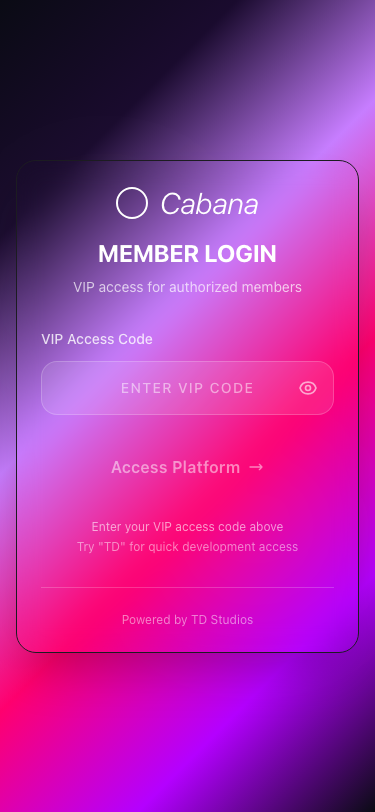 Cabana
MEMBER LOGIN
VIP access for authorized members
VIP Access Code
ENTER VIP CODE
Access Platform →
Enter your VIP access code above
Try "TD" for quick development access
Powered by TD Studios